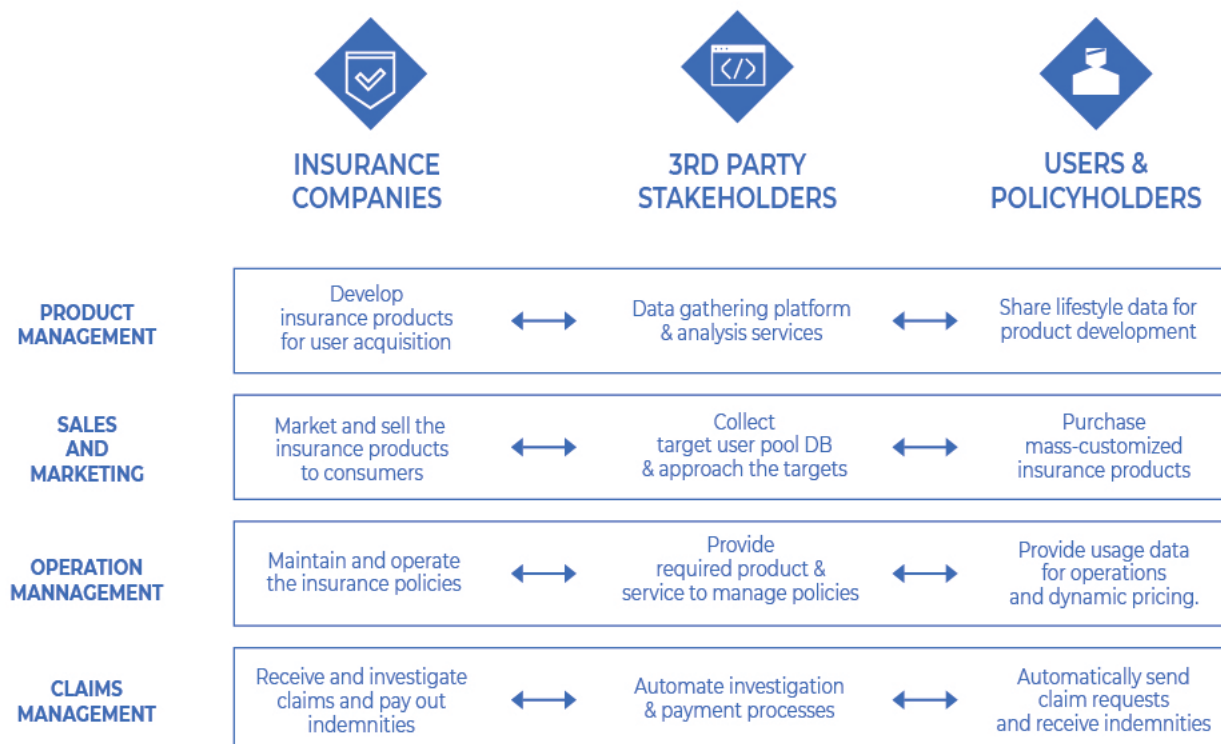 INSURANCE
COMPANIES
3RD PARTY
STAKEHOLDERS
USERS &
POLICYHOLDERS
PRODUCT
MANAGEMENT
Develop
insurance products
for user acquisition
Data gathering platform
& analysis services
Share lifestyle data for
product development
SALES
AND
MARKETING
Market and sell the
insurance products
to consumers
Collect
target user pool DB
& approach the targets
Purchase
mass-customized
insurance products
OPERATION
MANNAGEMENT
Maintain and operate
the insurance policies
Provide
required product &
service to manage policies
Provide usage data
for operations
and dynamic pricing.
CLAIMS
MANAGEMENT
Receive and investigate
claims and pay out
indemnities
Automate investigation
& payment processes
Automatically send
claim requests
and receive indemnities